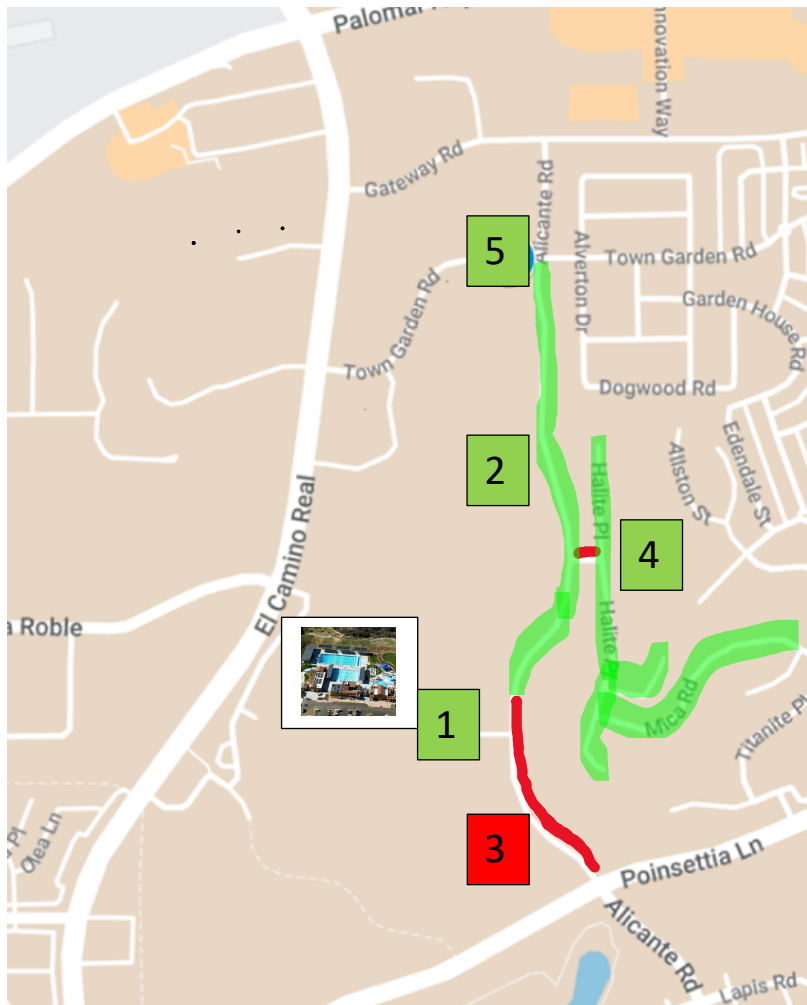 Palomar
Innovation Way
Gateway Rd
Alicante Rd
5
Alverton Dr
Town Garden Rd
Garden House Rd
Town Garden Rd
Dogwood Rd
2
Edendale St
Allston St
Halite Pl
4
El Camino Real
a Roble
Halite
1
Mica Rd
Titanite Pl
3
Poinsettia Ln
Pl
Olea Ln
Alicante Rd
Lapis Rd